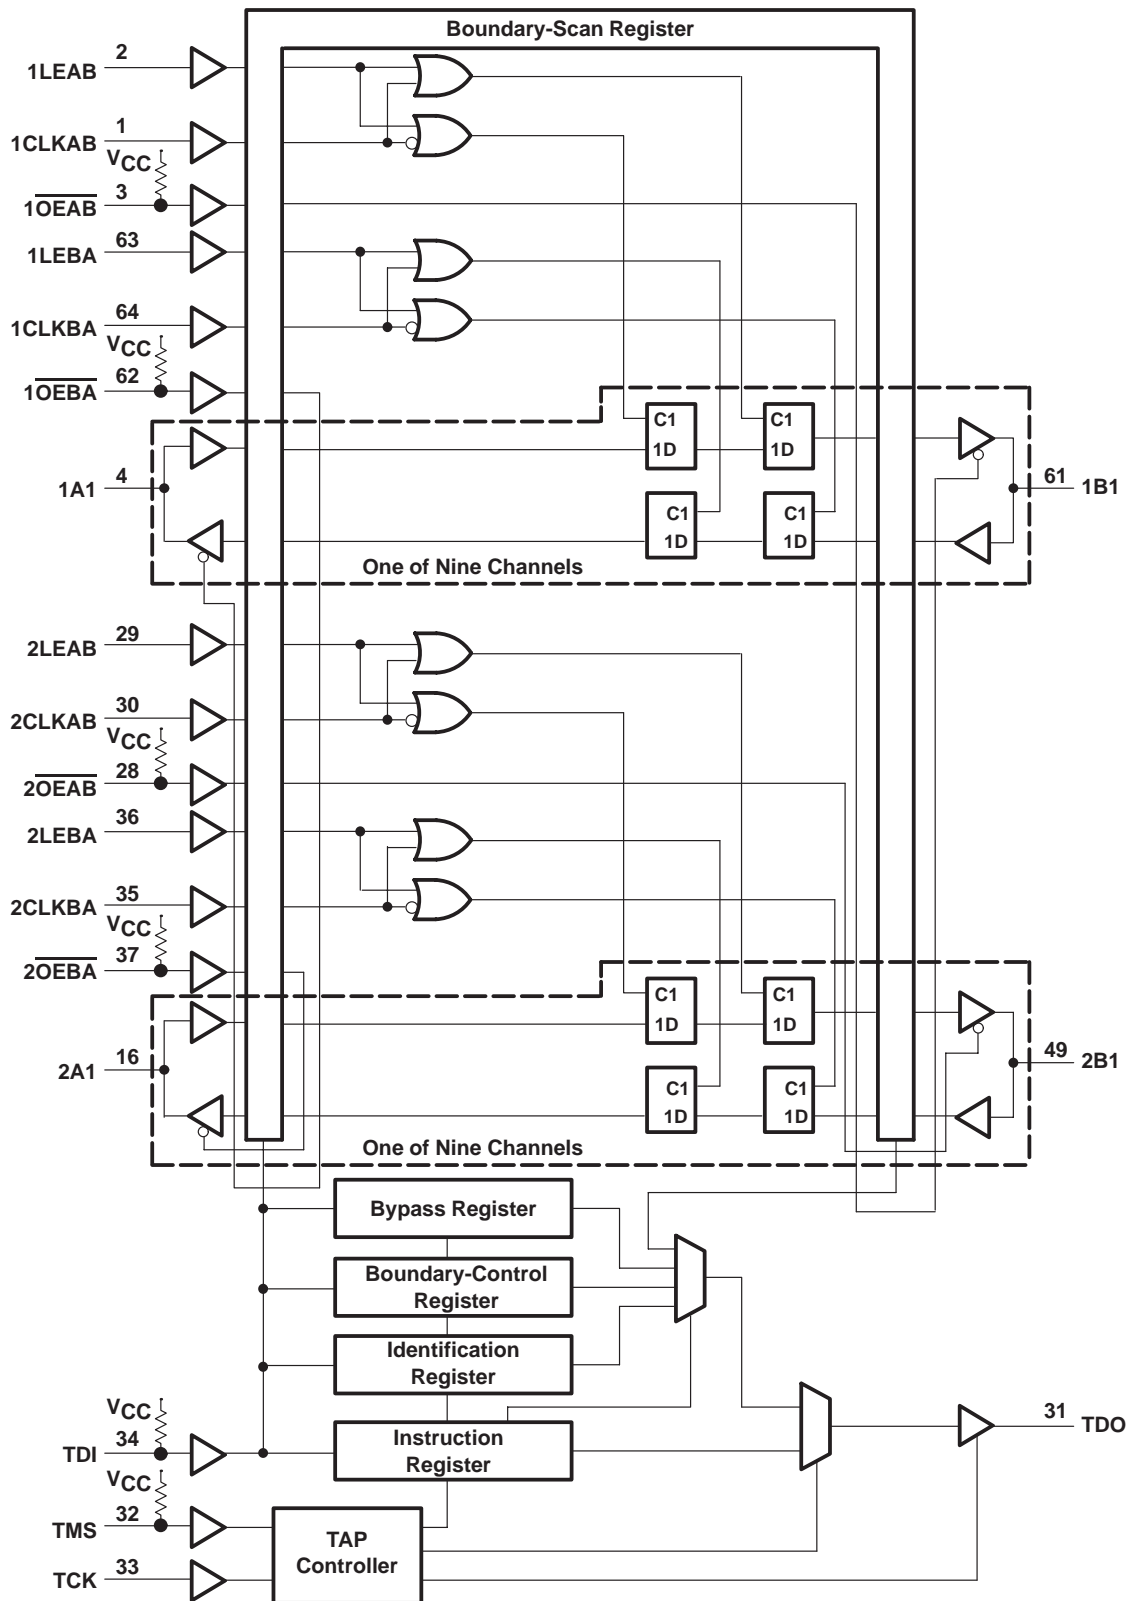 Boundary-Scan Register
2
1LEAB
1
1CLKAB
VCC
3
1OEAB
63
1LEBA
64
1CLKBA
VCC
62
1OEBA
C1
1D
C1
1D
4
1A1
61
1B1
C1
1D
C1
1D
One of Nine Channels
29
2LEAB
30
2CLKAB
VCC
28
2OEAB
36
2LEBA
35
2CLKBA
VCC
37
2OEBA
C1
1D
C1
1D
16
2A1
49
2B1
C1
1D
C1
1D
One of Nine Channels
Bypass Register
Boundary-Control
Register
Identification
Register
VCC
34
TDI
Instruction
Register
31
TDO
VCC
32
TMS
TAP
Controller
33
TCK